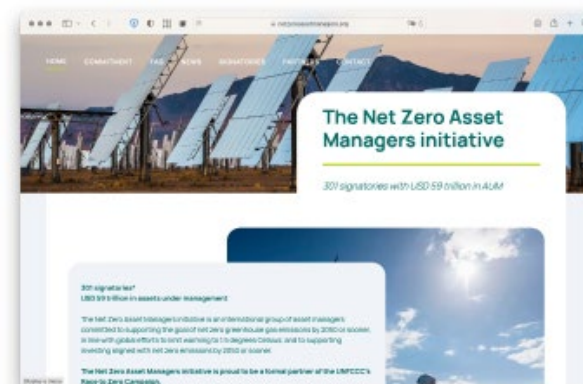 netzeroassetmanagers.org
HOME COMMITMENT FAQ NEWS SIGNATORIES PARTNERS CONTACT
The Net Zero Asset
Managers initiative
301 signatories with USD 59 trillion in AUM
301 signatories*
USD 59 trillion in assets under management
The Net Zero Asset Managers initiative is an international group of asset managers
committed to supporting the goal of net zero greenhouse gas emissions by 2050 or sooner,
in line with global efforts to limit warming to 1.5 degrees Celsius; and to supporting
investing aligned with net zero emissions by 2050 or sooner.
The Net Zero Asset Managers initiative is proud to be a formal partner of the UNFCCC's
Race to Zero Campaign.